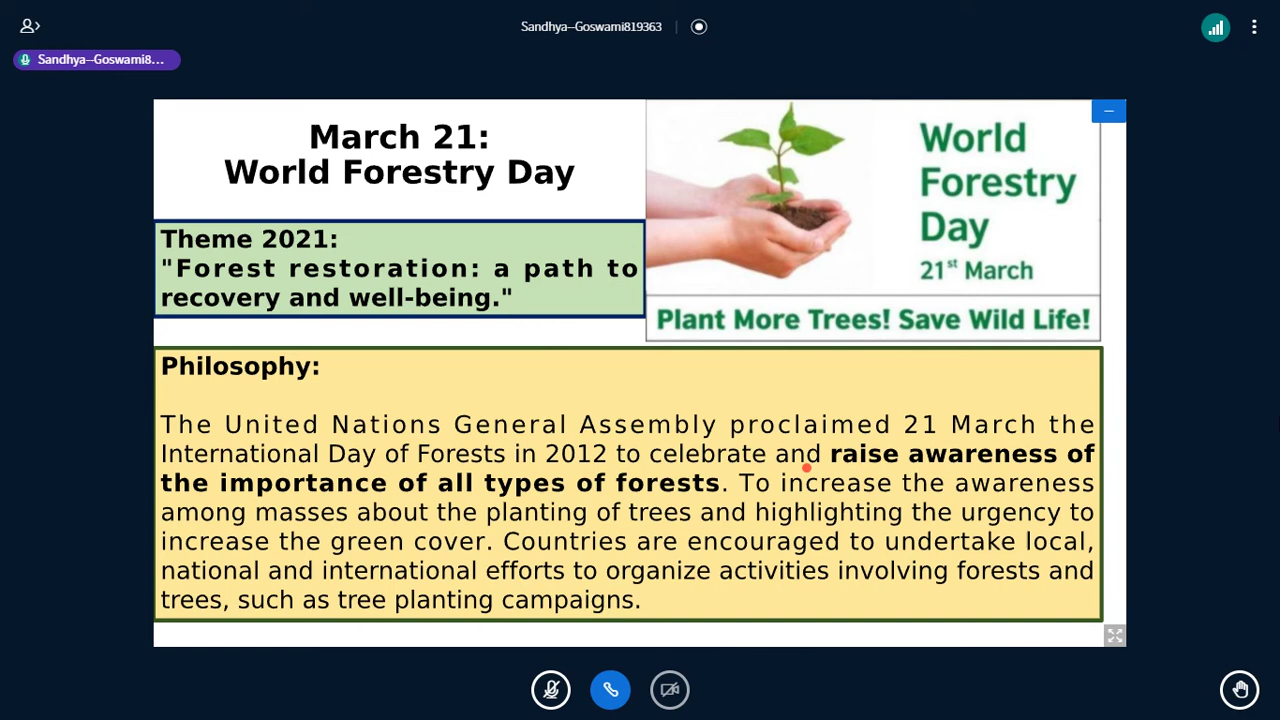 Sandhya--Goswami819363
Sandhya--Goswami8...
March 21:
World Forestry Day
World
Forestry
Day
21st March
Plant More Trees! Save Wild Life!
Theme 2021:
"Forest restoration: a path to
recovery and well-being."
Philosophy:
The United Nations General Assembly proclaimed 21 March the
International Day of Forests in 2012 to celebrate and raise awareness of
the importance of all types of forests. To increase the awareness
among masses about the planting of trees and highlighting the urgency to
increase the green cover. Countries are encouraged to undertake local,
national and international efforts to organize activities involving forests and
trees, such as tree planting campaigns.